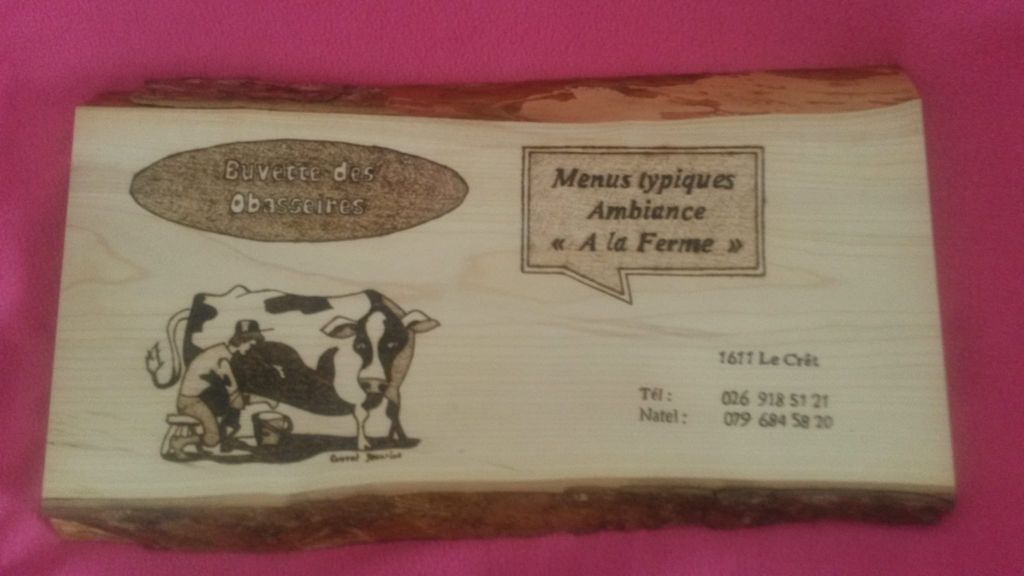 Buvette des
Obasseires
Menus typiques
Ambiance
« A la Ferme »
1611 Le Crêt
Tél : 026 918 51 21
Natel : 079 684 58 20